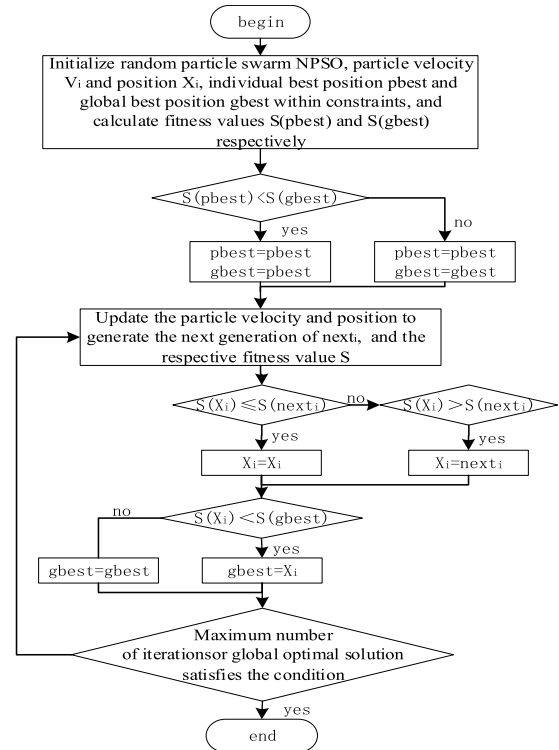 begin
Initialize random particle swarm NPSO, particle velocity
Vi and position Xi, individual best position pbest and
global best position gbest within constraints, and
calculate fitness values S(pbest) and S(gbest)
respectively
S(pbest)<S(gbest)
yes
no
pbest=pbest
gbest=pbest
pbest=pbest
gbest=gbest
Update the particle velocity and position to
generate the next generation of nexti, and the
respective fitness value S
S(Xi)≤S(nexti)
no
S(Xi)>S(nexti)
yes
yes
Xi=Xi
Xi=nexti
no
S(Xi)<S(gbest)
yes
gbest=gbest
gbest=Xi
Maximum number
of iterationsor global optimal solution
satisfies the condition
yes
end